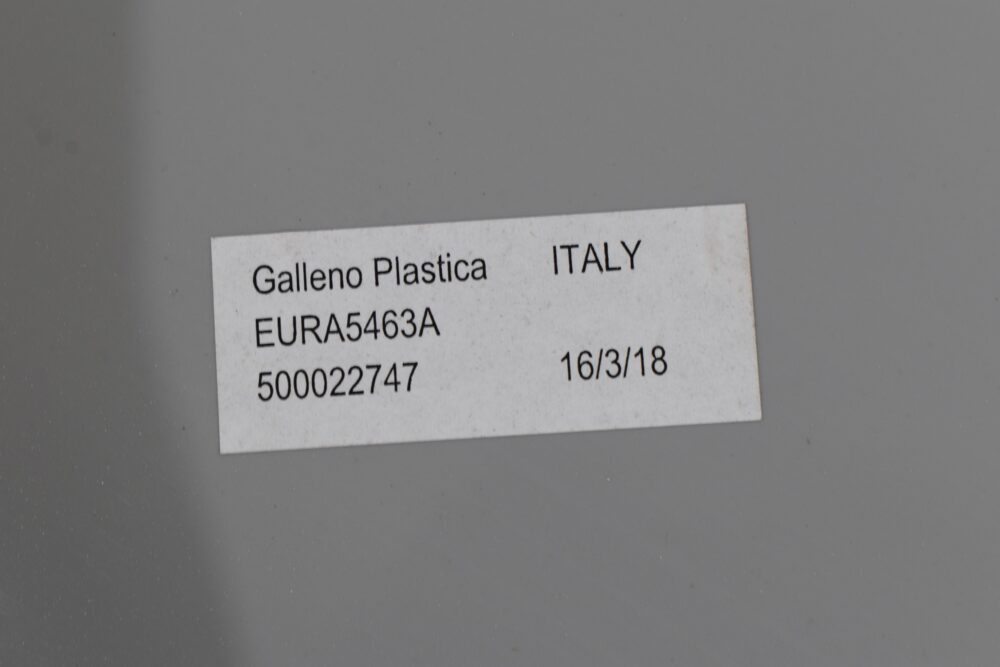 Galleno Plastica ITALY
EURA5463A
500022747 16/3/18